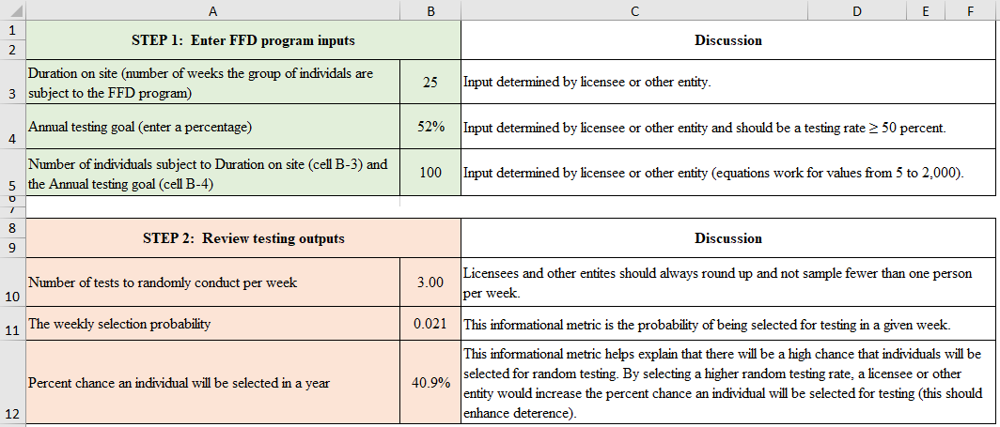 A B C D E F
1
2
STEP 1: Enter FFD program inputs
Discussion
3
Duration on site (number of weeks the group of individals are
subject to the FFD program)
25
Input determined by licensee or other entity.
4
Annual testing goal (enter a percentage)
52%
Input determined by licensee or other entity and should be a testing rate ≥ 50 percent.
5
Number of individuals subject to Duration on site (cell B-3) and
the Annual testing goal (cell B-4)
100
Input determined by licensee or other entity (equations work for values from 5 to 2,000).
6
7
8
9
STEP 2: Review testing outputs
Discussion
10
Number of tests to randomly conduct per week
3.00
Licensees and other entites should always round up and not sample fewer than one person
per week.
11
The weekly selection probability
0.021
This informational metric is the probability of being selected for testing in a given week.
12
Percent chance an individual will be selected in a year
40.9%
This informational metric helps explain that there will be a high chance that individuals will be
selected for random testing. By selecting a higher random testing rate, a licensee or other
entity would increase the percent chance an individual will be selected for testing (this should
enhance deterence).